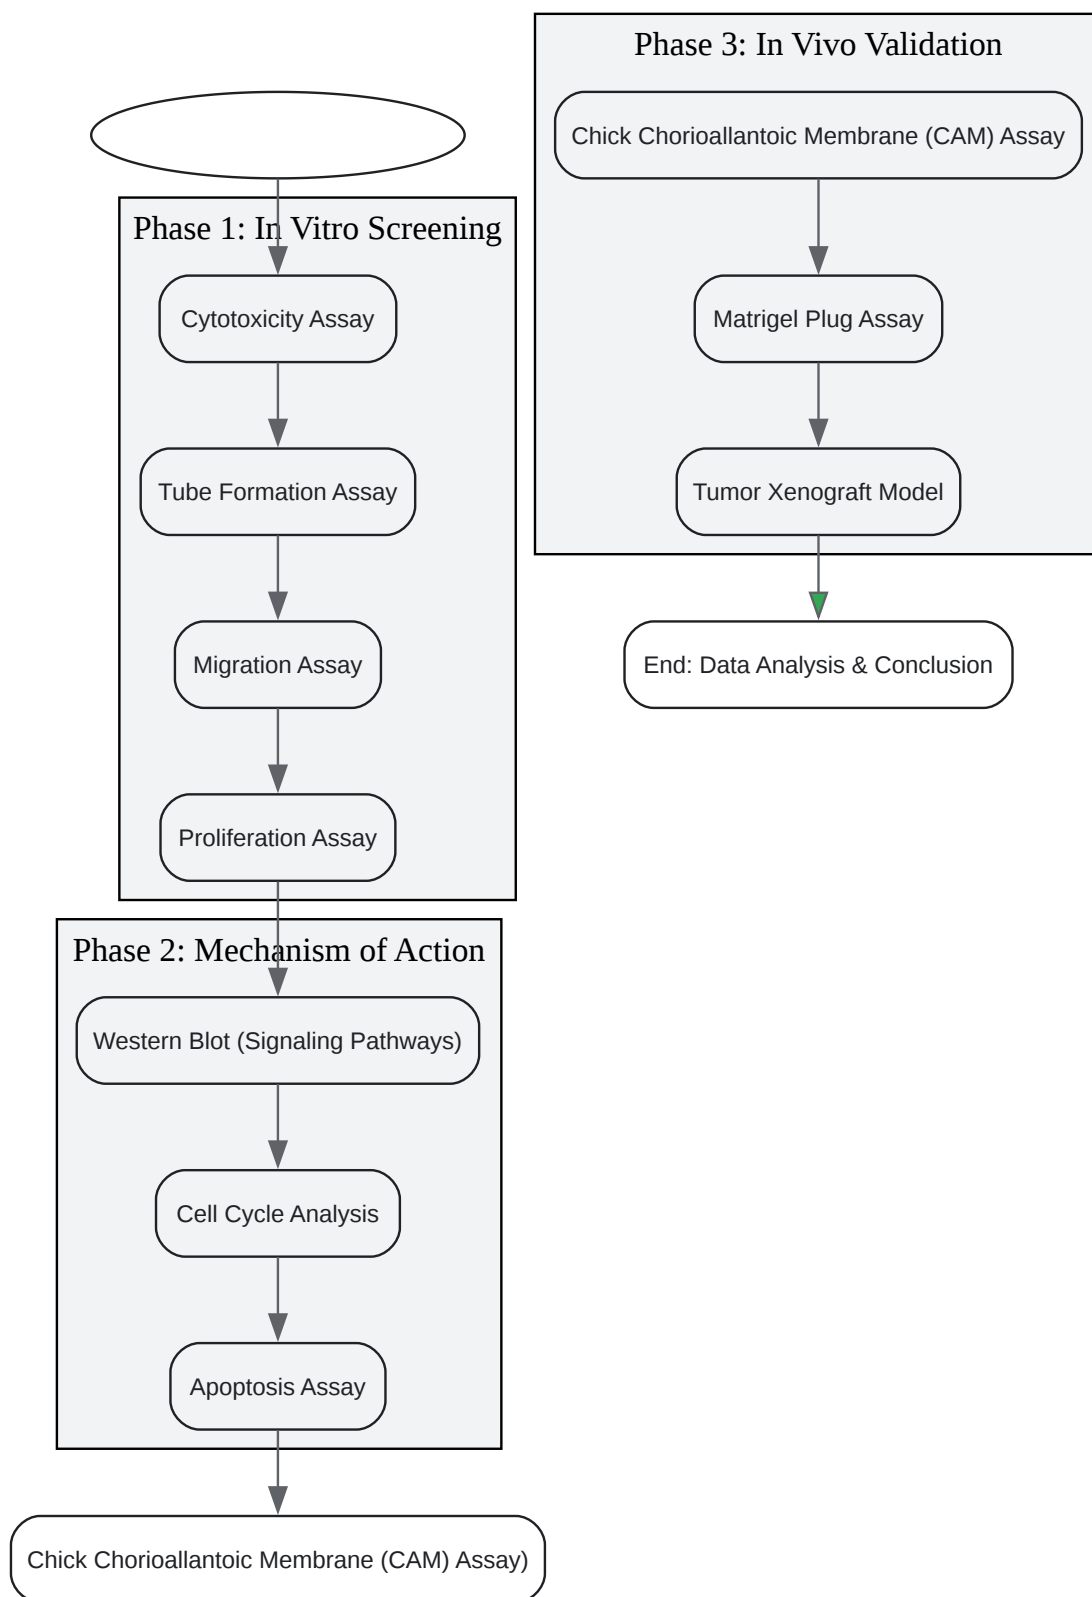 Phase 1: In Vitro Screening
Cytotoxicity Assay
Tube Formation Assay
Migration Assay
Proliferation Assay
Phase 2: Mechanism of Action
Western Blot (Signaling Pathways)
Cell Cycle Analysis
Apoptosis Assay
Chick Chorioallantoic Membrane (CAM) Assay)
Phase 3: In Vivo Validation
Chick Chorioallantoic Membrane (CAM) Assay
Matrigel Plug Assay
Tumor Xenograft Model
End: Data Analysis & Conclusion